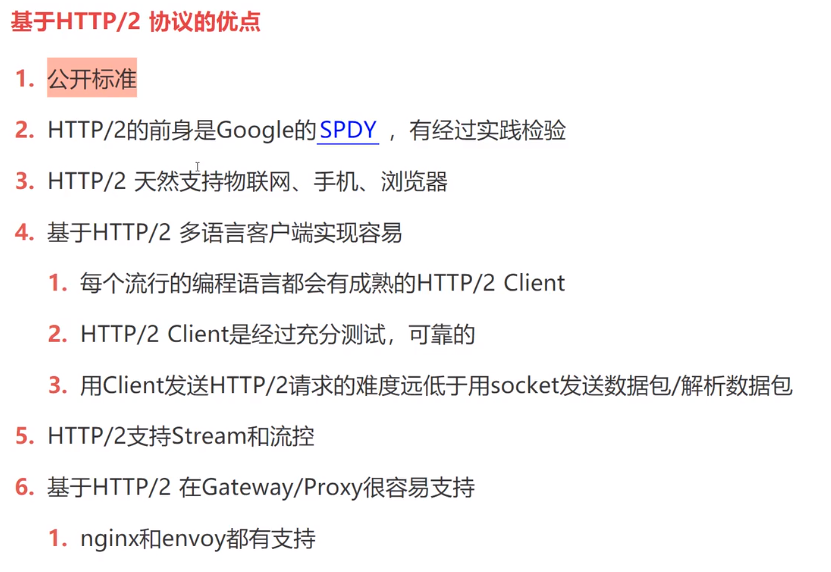 基于HTTP/2 协议的优点
1. 公开标准
2. HTTP/2的前身是Google的SPDY ，有经过实践检验
3. HTTP/2 天然支持物联网、手机、浏览器
4. 基于HTTP/2 多语言客户端实现容易
1. 每个流行的编程语言都会有成熟的HTTP/2 Client
2. HTTP/2 Client是经过充分测试，可靠的
3. 用Client发送HTTP/2请求的难度远低于用socket发送数据包/解析数据包
5. HTTP/2支持Stream和流控
6. 基于HTTP/2 在Gateway/Proxy很容易支持
1. nginx和envoy都有支持